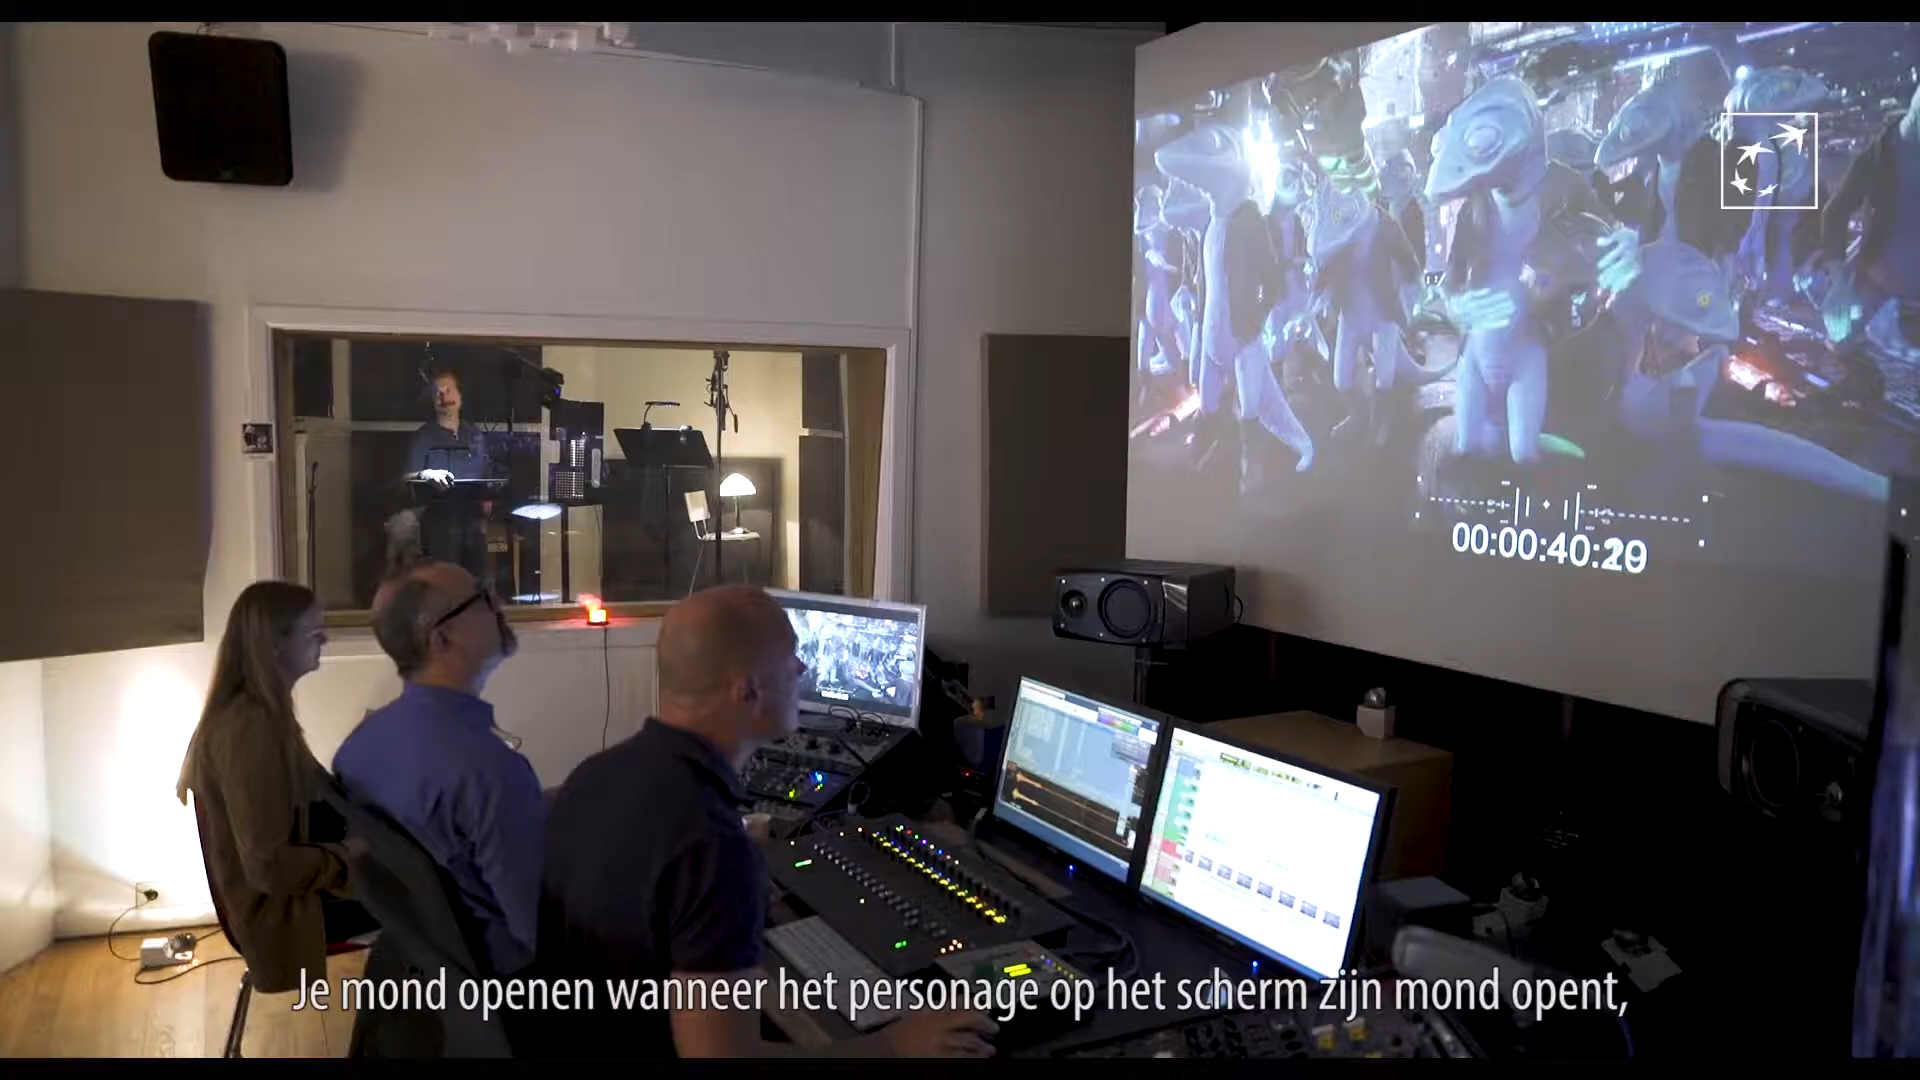 00:00:40:20
Je mond openen wanneer het personage op het scherm zijn mond opent,